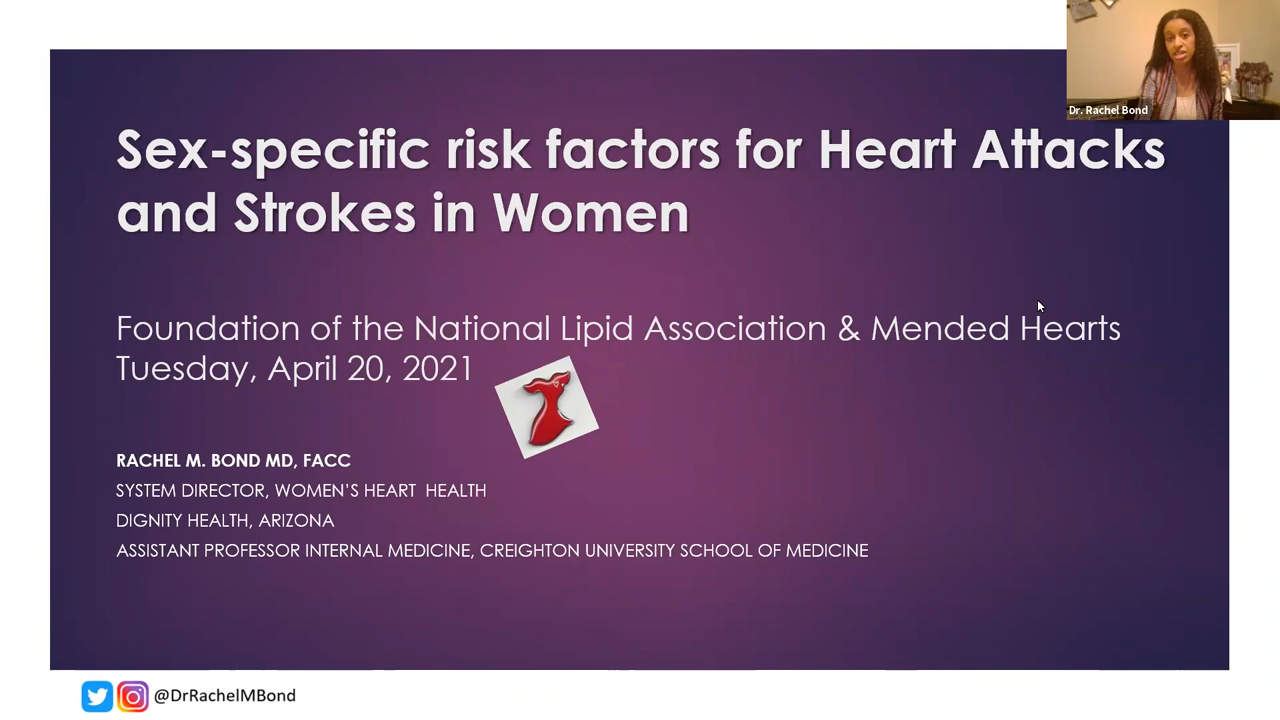 Dr. Rachel Bond
Sex-specific risk factors for Heart Attacks
and Strokes in Women
Foundation of the National Lipid Association & Mended Hearts
Tuesday, April 20, 2021
RACHEL M. BOND MD, FACC
SYSTEM DIRECTOR, WOMEN'S HEART HEALTH
DIGNITY HEALTH, ARIZONA
ASSISTANT PROFESSOR INTERNAL MEDICINE, CREIGHTON UNIVERSITY SCHOOL OF MEDICINE
@DrRachelMBond